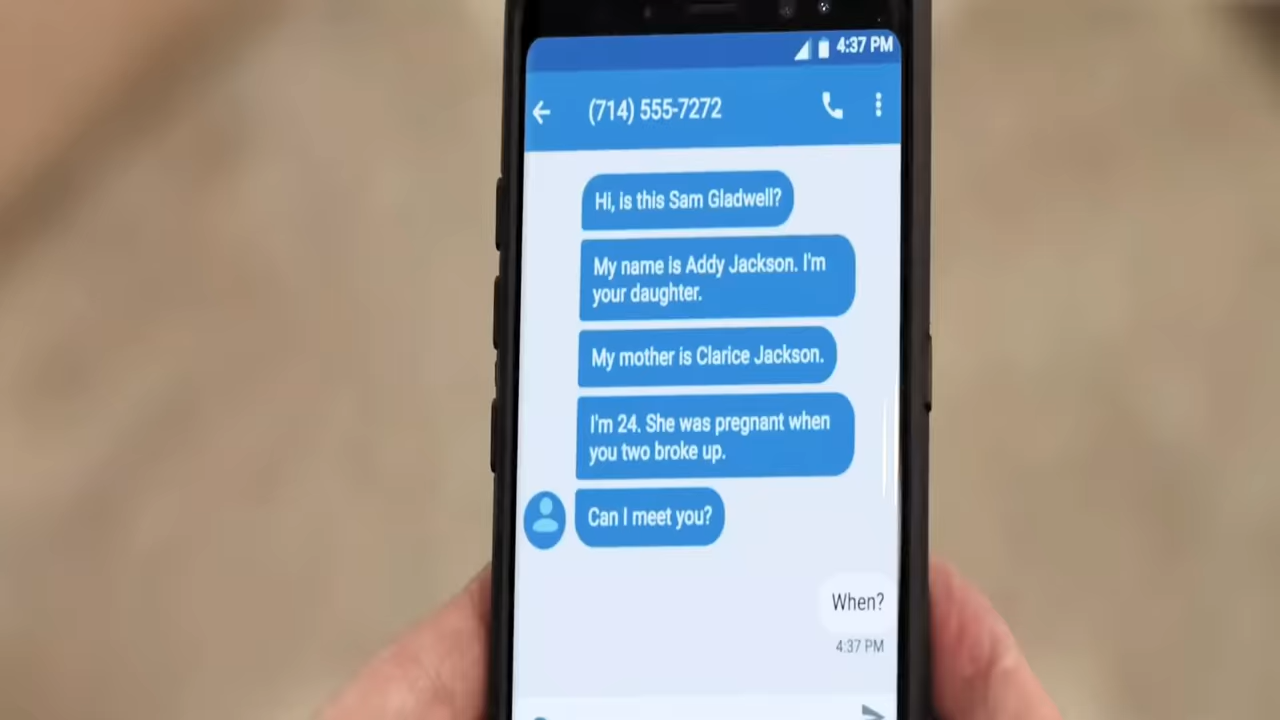 4:37 PM
(714) 555-7272
Hi, is this Sam Gladwell?
My name is Addy Jackson. I'm
your daughter.
My mother is Clarice Jackson.
I'm 24. She was pregnant when
you two broke up.
Can I meet you?
When?
4:37 PM